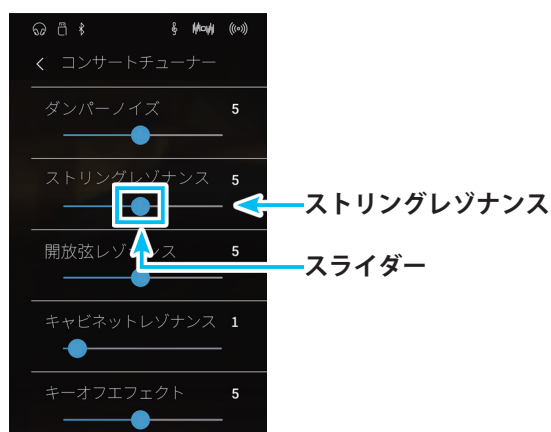 コンサートチューナー
ダンパーノイズ 5
ストリングレゾナンス 5
ストリングレゾナンス
開放弦レゾナンス 5
スライダー
キャビネットレゾナンス 1
キーオフエフェクト 5